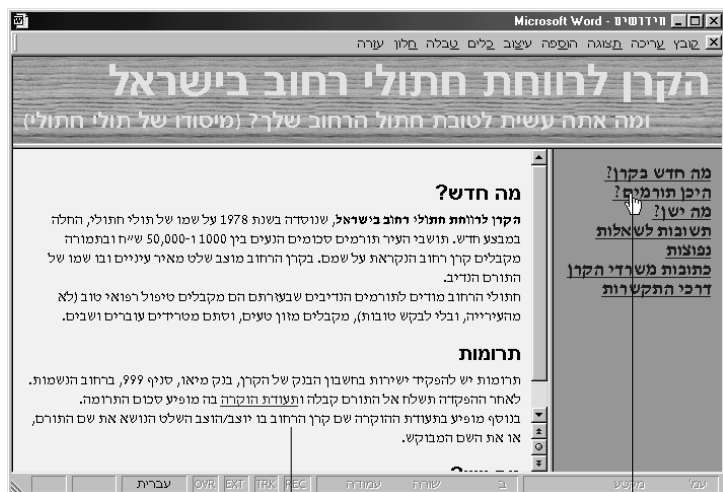 Microsoft Word - חידושים
קובץ עריכה תצוגה הוספה עיצוב כלים טבלה חלון עזרה
הקרן לרווחת חתולי רחוב בישראל
ומה אתה עשית לטובת חתול הרחוב שלך? (מיסודו של תולי חתולי)
מה חדש בקרן?
היכן תורמים?
מה ישן?
תשובות לשאלות
נפוצות
כתובות משרדי הקרן
דרכי התקשרות
מה חדש?
הקרן לרווחת חתולי רחוב בישראל, שנוסדה בשנת 1978 על שמו של תולי חתולי, החלה
במבצע חדש. תושבי העיר תורמים סכומים הנעים בין 1000 ו-50,000 ש״ח ובתמורה
מקבלים קרן רחוב הנקראת על שמם. בקרן הרחוב מוצב שלט מאיר עיניים ובו שמו של
התורם הנדיב.
חתולי הרחוב מודים לתורמים הנדיבים שבעזרתם הם מקבלים טיפול רפואי טוב (לא
מהעירייה, ובלי לבקש טובות), מקבלים מזון טעים, וסתם מטרידים עוברים ושבים.
תרומות
תרומות יש להפקיד ישירות בחשבון הבנק של הקרן, בנק מיאו, סניף 999, ברחוב הנשמות.
לאחר ההפקדה תשלח אל התורם קבלה ותעודת הוקרה בה מופיע סכום התרומה.
בנוסף מופיע בתעודת ההוקרה שם קרן הרחוב בו יוצב/הוצב השלט הנושא את שם התורם,
או את השם המבוקש.
עמ' מקטע ב שורה עמודה REC TRK EXT OVR עברית